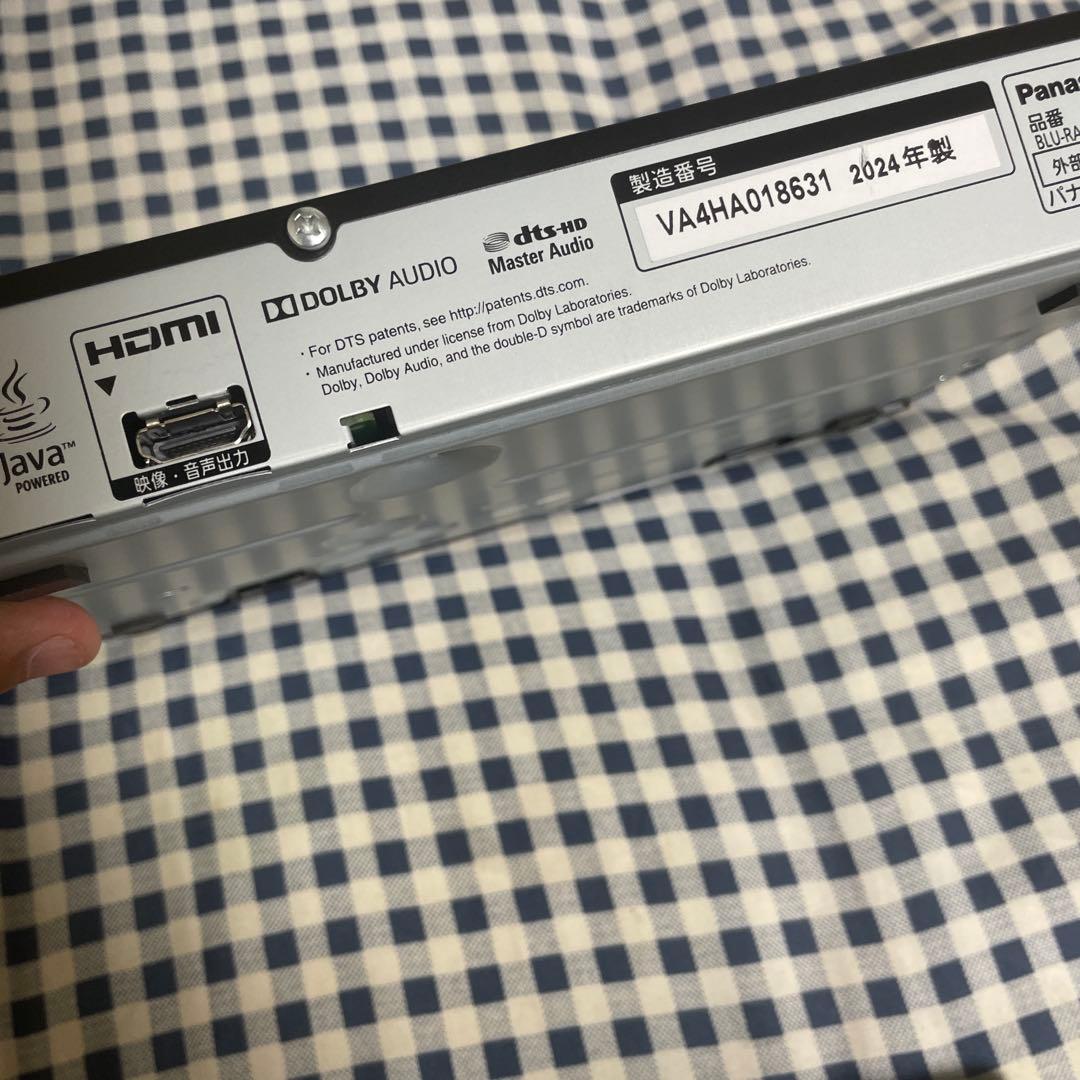 Java™
POWERED
HDMI
映像・音声出力
DOLBY AUDIO
dts-HD
Master Audio
・For DTS patents, see http://patents.dts.com.
・Manufactured under license from Dolby Laboratories.
Dolby, Dolby Audio, and the double-D symbol are trademarks of Dolby Laboratories.
製造番号
VA4HA018631 2024年製
Pana
品番
BLU-RA
外部
パナ